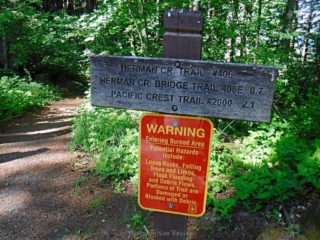 HERMAN CR. TRAIL #406
HERMAN CR. BRIDGE TRAIL 406E 0.7
PACIFIC CREST TRAIL #2000 2.1
WARNING
Entering Burned Area
Potential Hazards
Include:
Loose Rocks, Falling
Trees and Limbs,
Flash Flooding
and Debris Flows.
Portions of Trail
are Damaged
or Blocked with Debris.